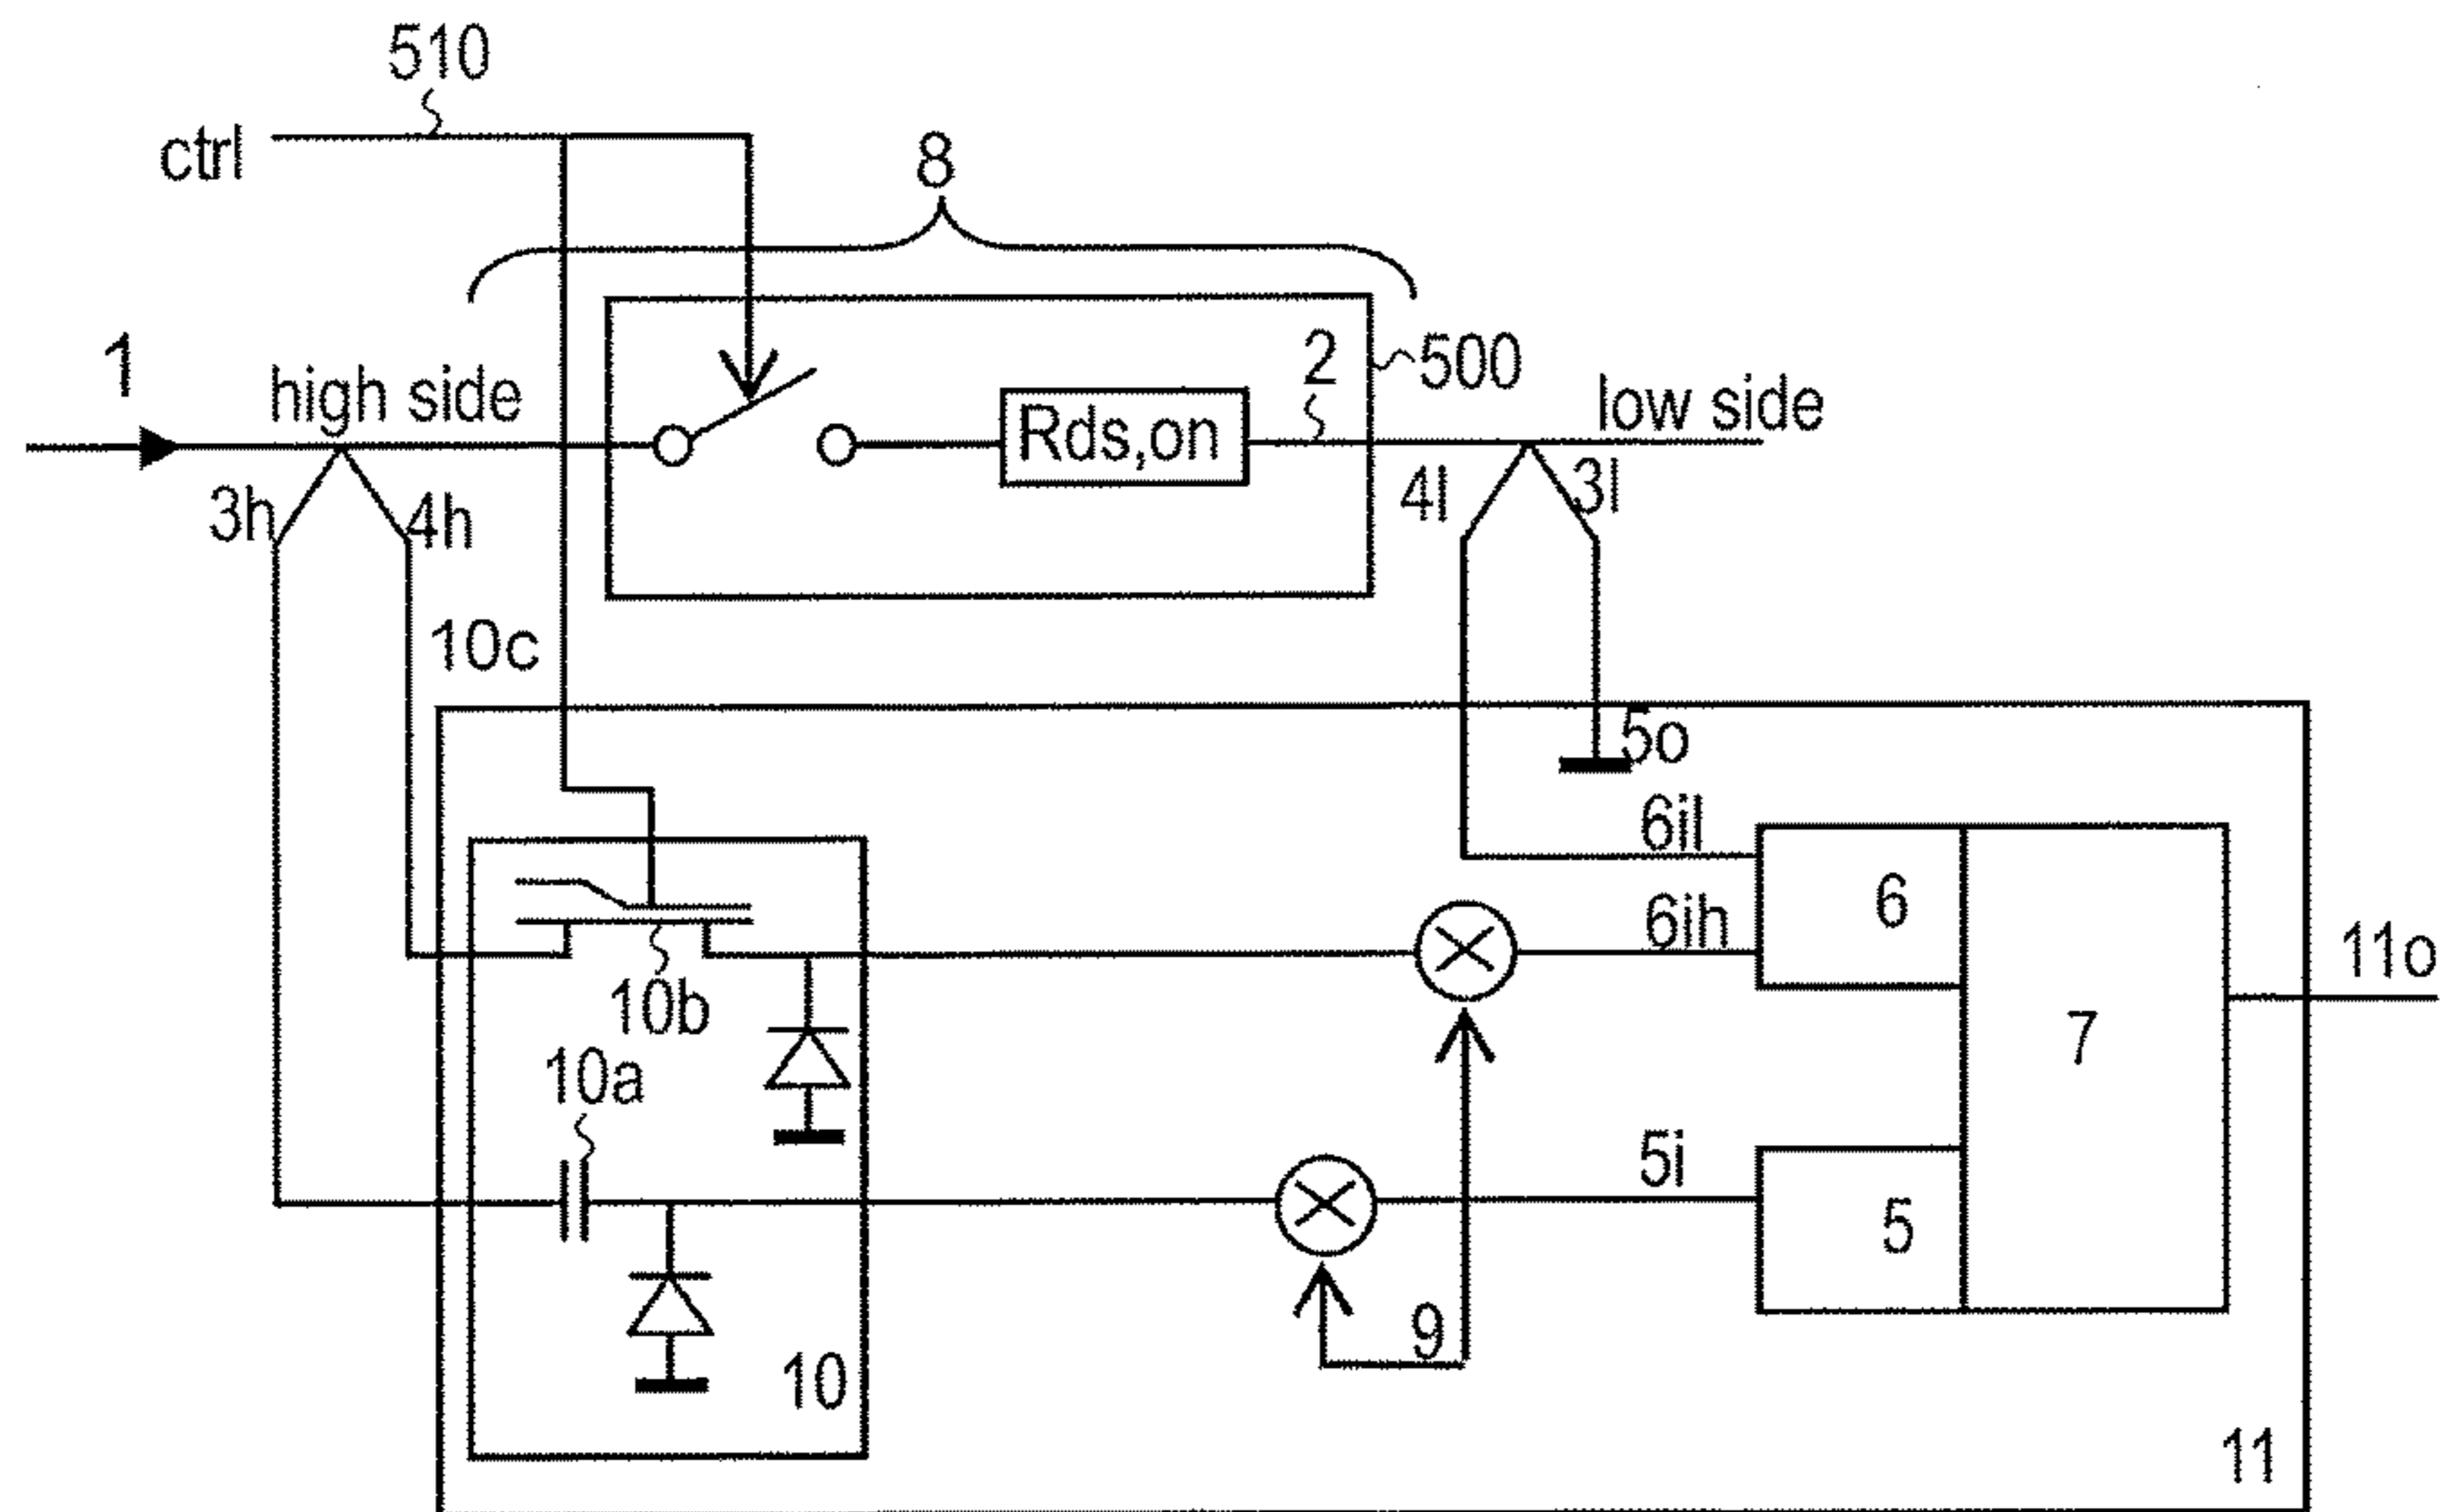 510
ctrl
8
1
high side
2
500
Rds,on
low side
3h
4h
4l
3l
10c
5o
6il
6
6ih
11o
10b
7
10a
5i
5
9
10
11